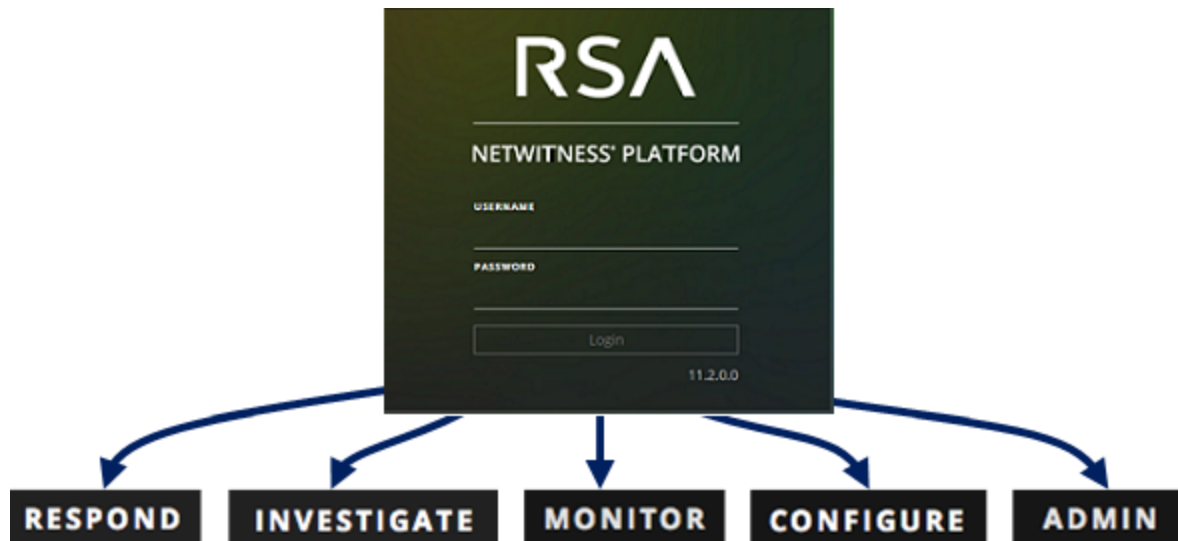 RSA
NETWITNESS® PLATFORM
USERNAME
PASSWORD
Login
11.2.0.0
RESPOND INVESTIGATE MONITOR CONFIGURE ADMIN